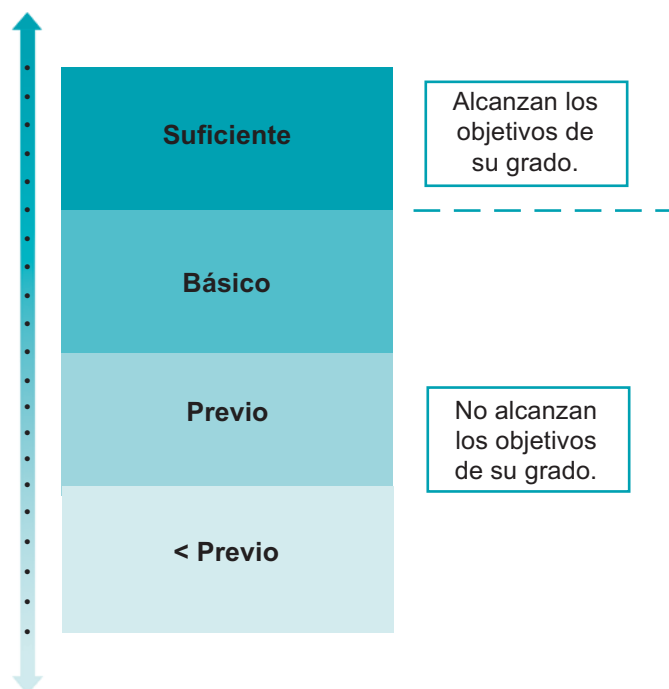 Suficiente
Alcanzan los
objetivos de
su grado.
Básico
Previo
No alcanzan
los objetivos
de su grado.
< Previo